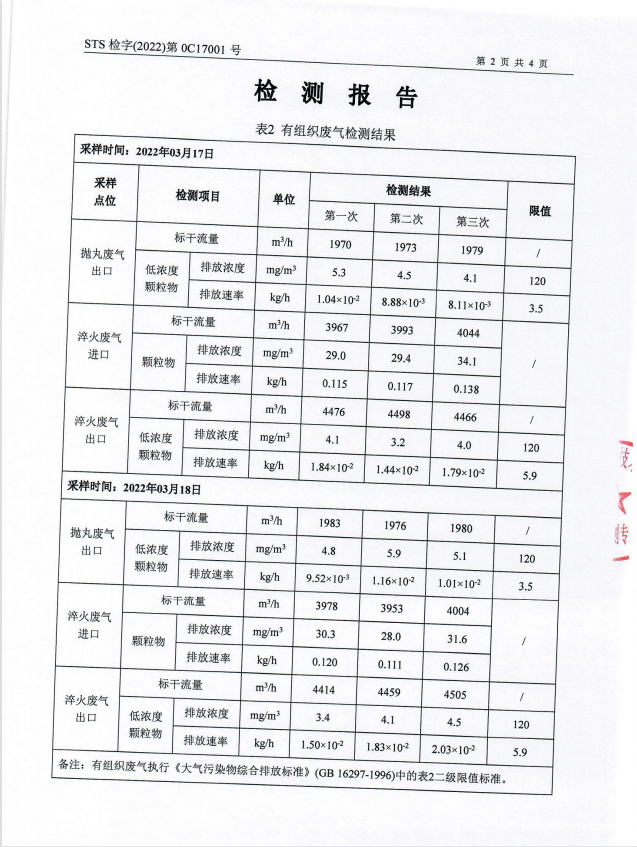 STS 检字(2022)第 0C17001 号
第 2 页 共 4 页
检 测 报 告
表2 有组织废气检测结果
采样时间：2022年03月17日
采样点位 检测项目 单位 检测结果 限值
第一次 第二次 第三次
抛丸废气出口 标干流量 m³/h 1970 1973 1979 /
低浓度颗粒物 排放浓度 mg/m³ 5.3 4.5 4.1 120
排放速率 kg/h 1.04×10⁻² 8.88×10⁻³ 8.11×10⁻³ 3.5
淬火废气进口 标干流量 m³/h 3967 3993 4044 /
颗粒物 排放浓度 mg/m³ 29.0 29.4 34.1
排放速率 kg/h 0.115 0.117 0.138
淬火废气出口 标干流量 m³/h 4476 4498 4466 /
低浓度颗粒物 排放浓度 mg/m³ 4.1 3.2 4.0 120
排放速率 kg/h 1.84×10⁻² 1.44×10⁻² 1.79×10⁻² 5.9
采样时间：2022年03月18日
抛丸废气出口 标干流量 m³/h 1983 1976 1980 /
低浓度颗粒物 排放浓度 mg/m³ 4.8 5.9 5.1 120
排放速率 kg/h 9.52×10⁻³ 1.16×10⁻² 1.01×10⁻² 3.5
淬火废气进口 标干流量 m³/h 3978 3953 4004 /
颗粒物 排放浓度 mg/m³ 30.3 28.0 31.6
排放速率 kg/h 0.120 0.111 0.126
淬火废气出口 标干流量 m³/h 4414 4459 4505 /
低浓度颗粒物 排放浓度 mg/m³ 3.4 4.1 4.5 120
排放速率 kg/h 1.50×10⁻² 1.83×10⁻² 2.03×10⁻² 5.9
备注：有组织废气执行《大气污染物综合排放标准》(GB 16297-1996)中的表2二级限值标准。